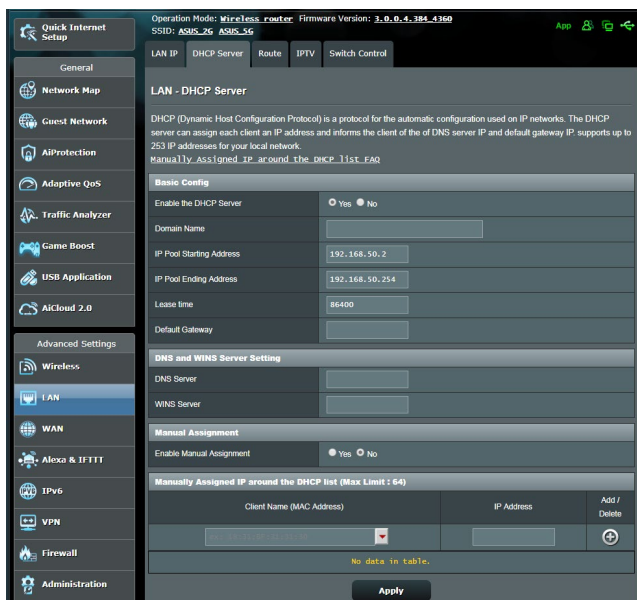 Quick Internet
Setup
General
Network Map
Guest Network
AiProtection
Adaptive QoS
Traffic Analyzer
Game Boost
USB Application
AiCloud 2.0
Advanced Settings
Wireless
LAN
WAN
Alexa & IFTTT
IPv6
VPN
Firewall
Administration
Operation Mode: Wireless router Firmware Version: 3.0.0.4.384_4360
SSID: ASUS_2G ASUS_5G
App
LAN IP DHCP Server Route IPTV Switch Control
LAN - DHCP Server
DHCP (Dynamic Host Configuration Protocol) is a protocol for the automatic configuration used on IP networks. The DHCP
server can assign each client an IP address and informs the client of the of DNS server IP and default gateway IP. supports up to
253 IP addresses for your local network.
Manually Assigned IP around the DHCP list FAQ
Basic Config
Enable the DHCP Server Yes No
Domain Name
IP Pool Starting Address 192.168.50.2
IP Pool Ending Address 192.168.50.254
Lease time 86400
Default Gateway
DNS and WINS Server Setting
DNS Server
WINS Server
Manual Assignment
Enable Manual Assignment Yes No
Manually Assigned IP around the DHCP list (Max Limit : 64)
Client Name (MAC Address) IP Address Add /
Delete
No data in table.
Apply